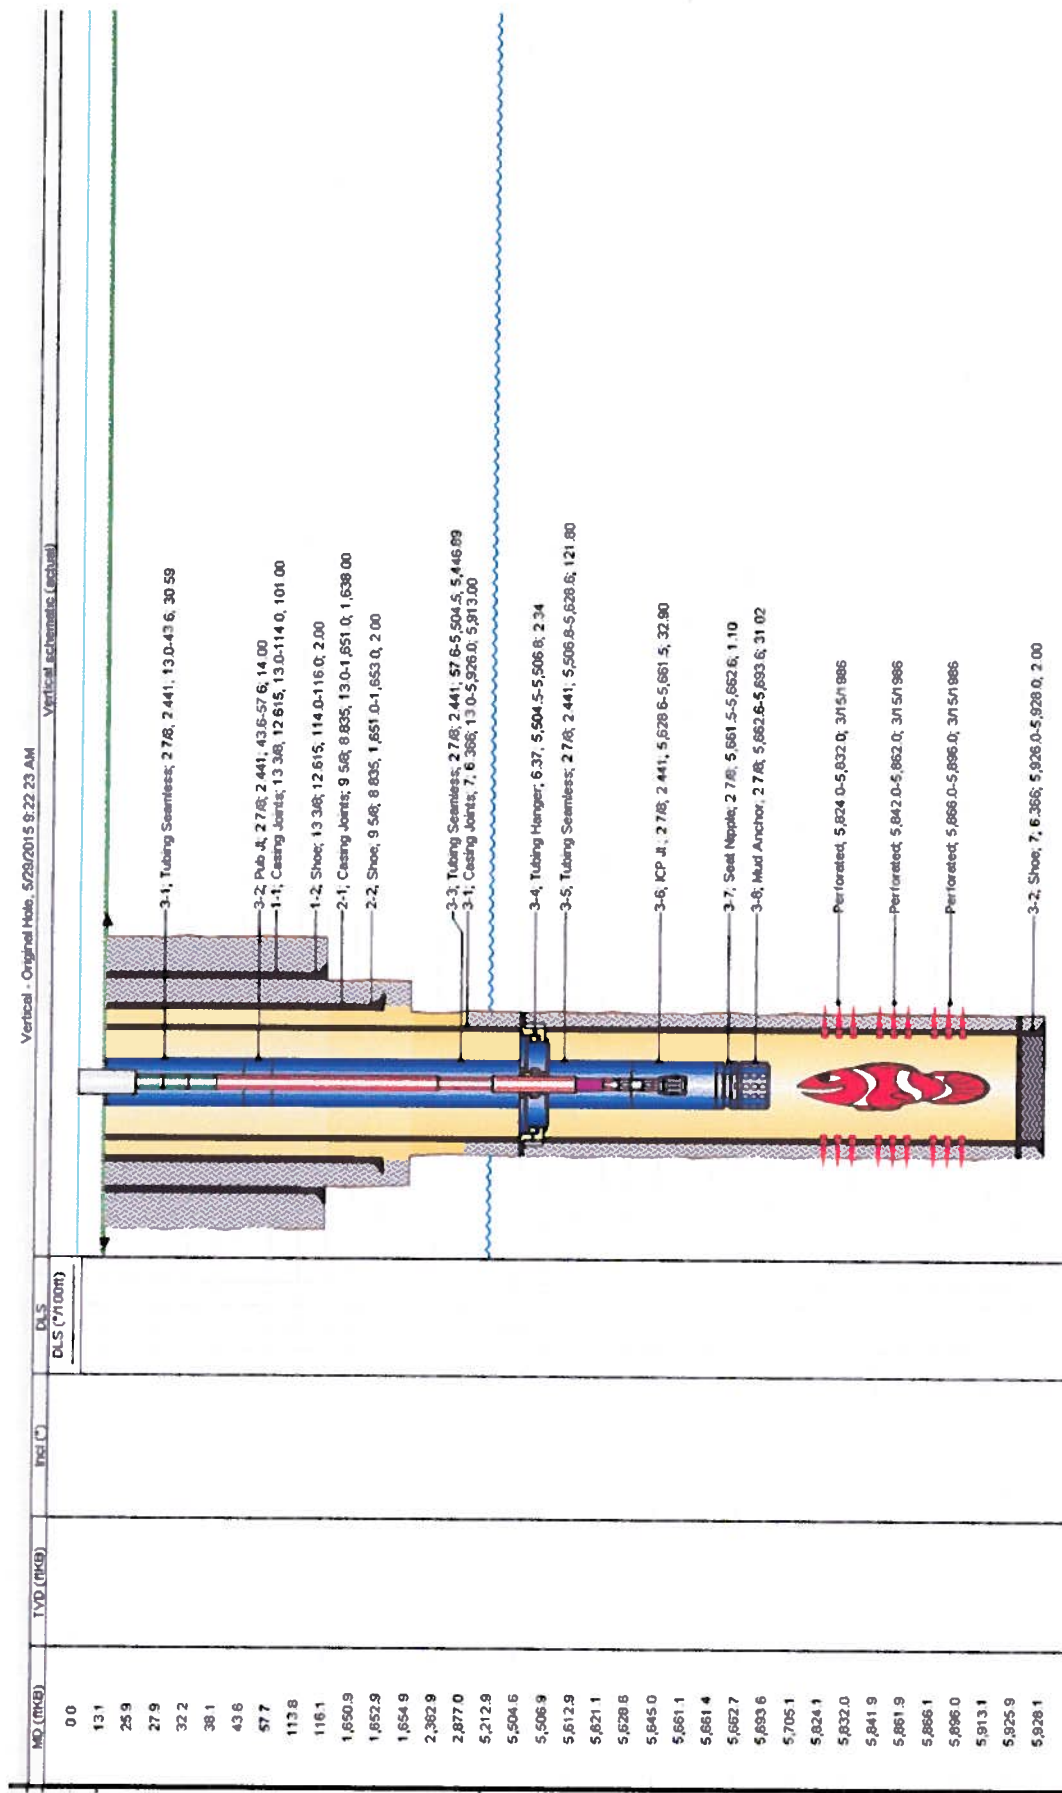 Vertical - Original Hole, 5/29/2015 9:22:23 AM
MD (ftKB)
TVD (ftKB)
Incl (°)
DLS
Vertical schematic (actual)
DLS (°/100ft)
0.0
13.1
25.9
27.9
32.2
38.1
43.6
57.7
113.8
116.1
1,650.9
1,652.9
1,654.9
2,362.9
2,877.0
5,212.9
5,504.6
5,506.9
5,612.9
5,621.1
5,628.6
5,645.0
5,661.1
5,661.4
5,662.7
5,693.6
5,705.1
5,824.1
5,832.0
5,841.9
5,861.9
5,866.1
5,896.0
5,913.1
5,925.9
5,928.1
3-1; Tubing Seamless; 2 7/8; 2.441; 13.0-43.6; 30.59
3-2; Pub Jt.; 2 7/8; 2.441; 43.6-57.6; 14.00
1-1; Casing Joints; 13 3/8; 12.615; 13.0-114.0; 101.00
1-2; Shoe; 13 3/8; 12.615; 114.0-116.0; 2.00
2-1; Casing Joints; 9 5/8; 8.835; 13.0-1,651.0; 1,638.00
2-2; Shoe; 9 5/8; 8.835; 1,651.0-1,653.0; 2.00
3-3; Tubing Seamless; 2 7/8; 2.441; 57.6-5,504.5; 5,446.89
3-1; Casing Joints; 7; 6.366; 13.0-5,926.0; 5,913.00
3-4; Tubing Hanger; 6.37; 5,504.5-5,506.8; 2.34
3-5; Tubing Seamless; 2 7/8; 2.441; 5,506.8-5,628.6; 121.80
3-6; ICP Jt.; 2 7/8; 2.441; 5,628.6-5,661.5; 32.90
3-7; Seat Nipple; 2 7/8; 5,661.5-5,662.6; 1.10
3-8; Mud Anchor; 2 7/8; 5,662.6-5,693.6; 31.02
Perforated; 5,824.0-5,832.0; 3/15/1986
Perforated; 5,842.0-5,862.0; 3/15/1986
Perforated; 5,866.0-5,896.0; 3/15/1986
3-2; Shoe; 7; 6.366; 5,926.0-5,928.0; 2.00